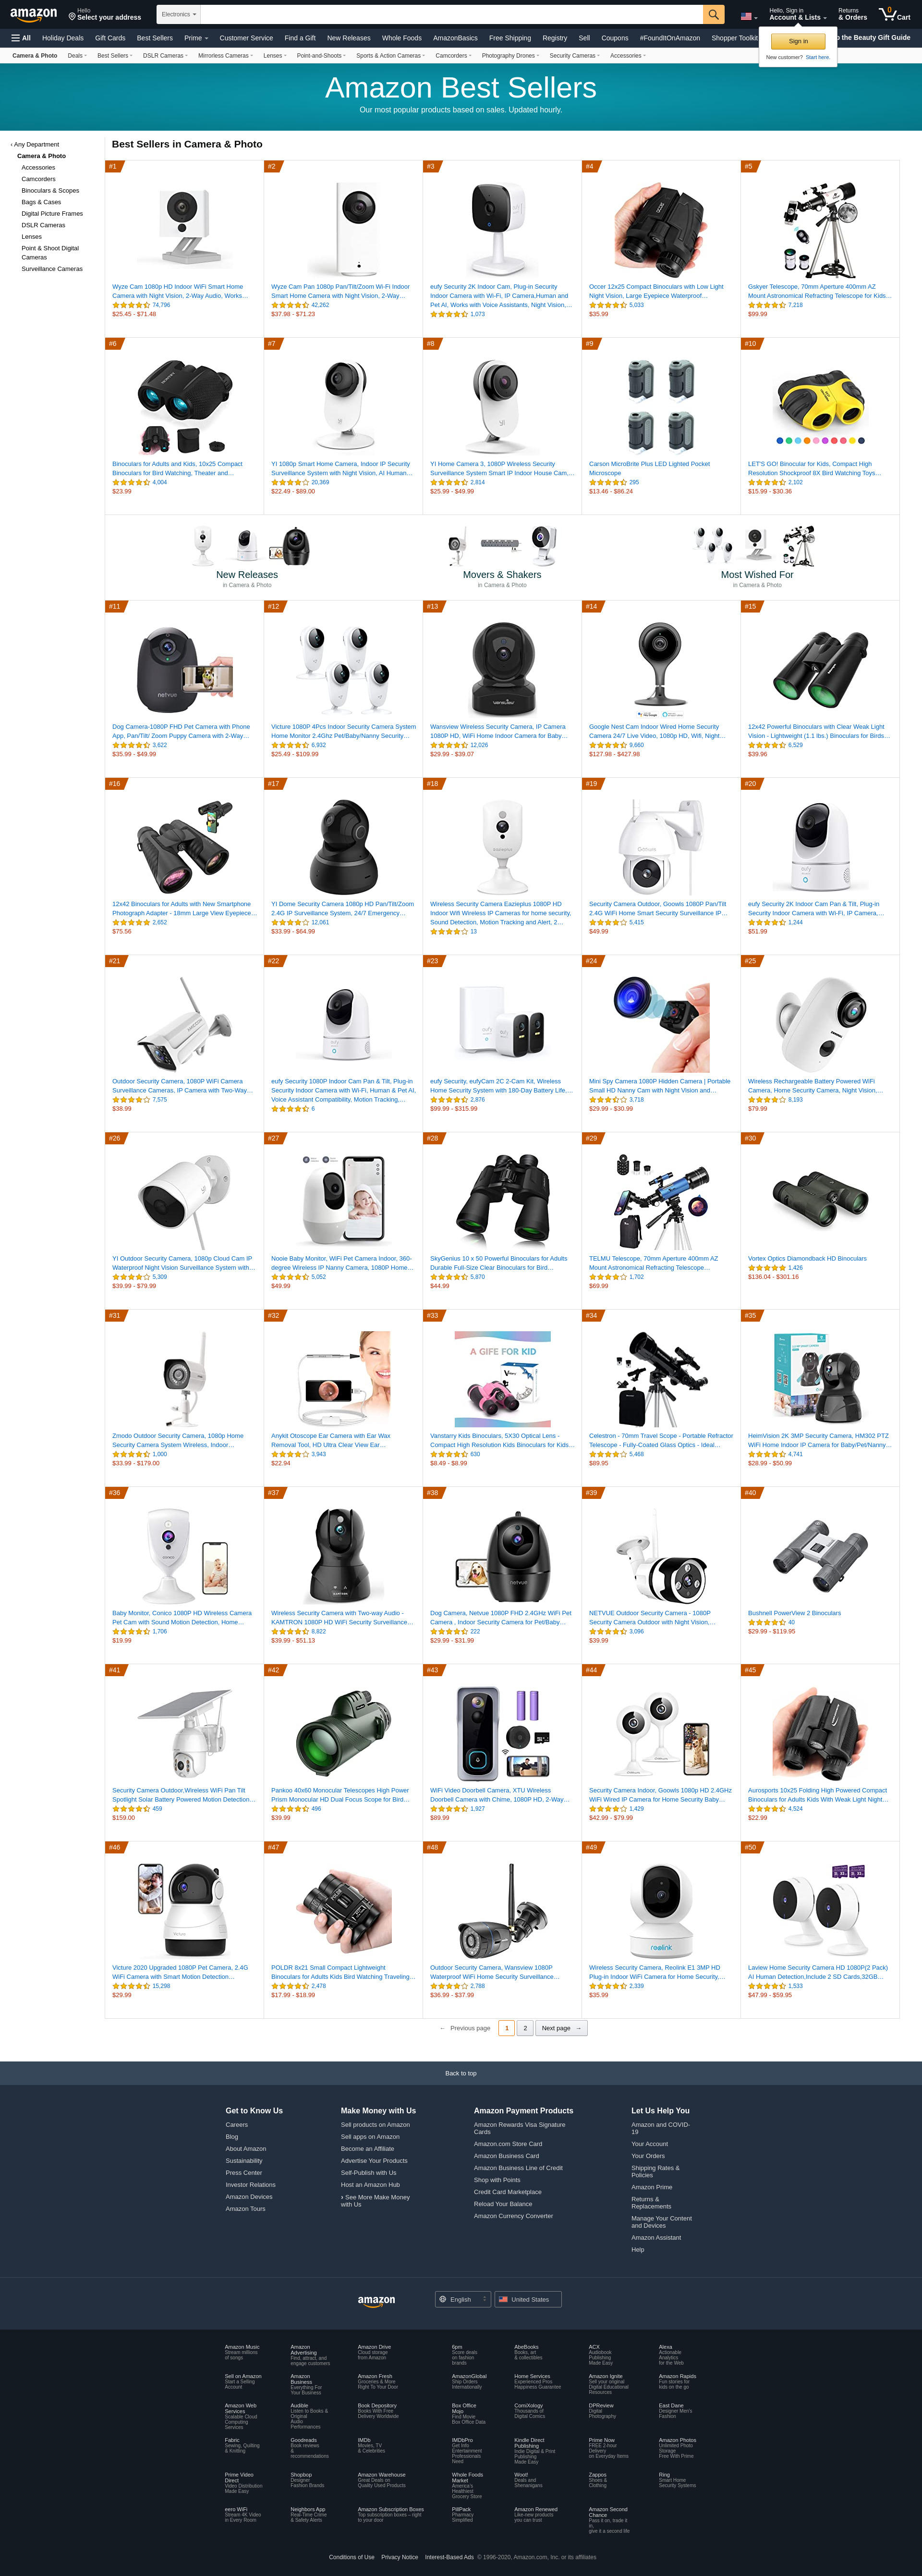 amazon
Hello
Select your address
Electronics
Hello, Sign in
Account & Lists
Returns
& Orders
0
Cart
All
Holiday Deals
Gift Cards
Best Sellers
Prime
Customer Service
Find a Gift
New Releases
Whole Foods
AmazonBasics
Free Shipping
Registry
Sell
Coupons
#FoundItOnAmazon
Shopper Toolkit
the Beauty Gift Guide
Sign in
New customer? Start here.
Camera & Photo
Deals
Best Sellers
DSLR Cameras
Mirrorless Cameras
Lenses
Point-and-Shoots
Sports & Action Cameras
Camcorders
Photography Drones
Security Cameras
Accessories
Amazon Best Sellers
Our most popular products based on sales. Updated hourly.
‹ Any Department
Camera & Photo
Accessories
Camcorders
Binoculars & Scopes
Bags & Cases
Digital Picture Frames
DSLR Cameras
Lenses
Point & Shoot Digital
Cameras
Surveillance Cameras
Best Sellers in Camera & Photo
#1
Wyze Cam 1080p HD Indoor WiFi Smart Home
Camera with Night Vision, 2-Way Audio, Works…
74,796
$25.45 - $71.48
#2
Wyze Cam Pan 1080p Pan/Tilt/Zoom Wi-Fi Indoor
Smart Home Camera with Night Vision, 2-Way…
42,262
$37.98 - $71.23
#3
eufy Security 2K Indoor Cam, Plug-in Security
Indoor Camera with Wi-Fi, IP Camera,Human and
Pet AI, Works with Voice Assistants, Night Vision,…
1,073
#4
Occer 12x25 Compact Binoculars with Low Light
Night Vision, Large Eyepiece Waterproof…
5,033
$35.99
#5
Gskyer Telescope, 70mm Aperture 400mm AZ
Mount Astronomical Refracting Telescope for Kids…
7,218
$99.99
#6
Binoculars for Adults and Kids, 10x25 Compact
Binoculars for Bird Watching, Theater and…
4,004
$23.99
#7
YI 1080p Smart Home Camera, Indoor IP Security
Surveillance System with Night Vision, AI Human…
20,369
$22.49 - $89.00
#8
YI Home Camera 3, 1080P Wireless Security
Surveillance System Smart IP Indoor House Cam,…
2,814
$25.99 - $49.99
#9
Carson MicroBrite Plus LED Lighted Pocket
Microscope
295
$13.46 - $86.24
#10
LET'S GO! Binocular for Kids, Compact High
Resolution Shockproof 8X Bird Watching Toys…
2,102
$15.99 - $30.36
New Releases
in Camera & Photo
Movers & Shakers
in Camera & Photo
Most Wished For
in Camera & Photo
#11
netvue
Dog Camera-1080P FHD Pet Camera with Phone
App, Pan/Tilt/ Zoom Puppy Camera with 2-Way…
3,622
$35.99 - $49.99
#12
Victure 1080P 4Pcs Indoor Security Camera System
Home Monitor 2.4Ghz Pet/Baby/Nanny Security…
6,932
$25.49 - $109.99
#13
Wansview Wireless Security Camera, IP Camera
1080P HD, WiFi Home Indoor Camera for Baby…
12,026
$29.99 - $39.07
#14
Google Nest Cam Indoor Wired Home Security
Camera 24/7 Live Video, 1080p HD, Wifi, Night…
9,660
$127.98 - $427.98
#15
12x42 Powerful Binoculars with Clear Weak Light
Vision - Lightweight (1.1 lbs.) Binoculars for Birds…
6,529
$39.96
#16
12x42 Binoculars for Adults with New Smartphone
Photograph Adapter - 18mm Large View Eyepiece…
2,652
$75.56
#17
YI Dome Security Camera 1080p HD Pan/Tilt/Zoom
2.4G IP Surveillance System, 24/7 Emergency…
12,061
$33.99 - $64.99
#18
Wireless Security Camera Eazieplus 1080P HD
Indoor Wifi Wireless IP Cameras for home security,
Sound Detection, Motion Tracking and Alert, 2…
13
#19
Security Camera Outdoor, Goowls 1080P Pan/Tilt
2.4G WiFi Home Smart Security Surveillance IP…
5,415
$49.99
#20
eufy
eufy Security 2K Indoor Cam Pan & Tilt, Plug-in
Security Indoor Camera with Wi-Fi, IP Camera,…
1,244
$51.99
#21
Outdoor Security Camera, 1080P WiFi Camera
Surveillance Cameras, IP Camera with Two-Way…
7,575
$38.99
#22
eufy
eufy Security 1080P Indoor Cam Pan & Tilt, Plug-in
Security Indoor Camera with Wi-Fi, Human & Pet AI,
Voice Assistant Compatibility, Motion Tracking,…
6
#23
eufy Security, eufyCam 2C 2-Cam Kit, Wireless
Home Security System with 180-Day Battery Life,…
2,876
$99.99 - $315.99
#24
Mini Spy Camera 1080P Hidden Camera | Portable
Small HD Nanny Cam with Night Vision and…
3,718
$29.99 - $30.99
#25
Wireless Rechargeable Battery Powered WiFi
Camera, Home Security Camera, Night Vision,…
8,193
$79.99
#26
YI Outdoor Security Camera, 1080p Cloud Cam IP
Waterproof Night Vision Surveillance System with…
5,309
$39.99 - $79.99
#27
Nooie Baby Monitor, WiFi Pet Camera Indoor, 360-
degree Wireless IP Nanny Camera, 1080P Home…
5,052
$49.99
#28
SkyGenius 10 x 50 Powerful Binoculars for Adults
Durable Full-Size Clear Binoculars for Bird…
5,870
$44.99
#29
TELMU Telescope, 70mm Aperture 400mm AZ
Mount Astronomical Refracting Telescope…
1,702
$69.99
#30
Vortex Optics Diamondback HD Binoculars
1,426
$136.04 - $301.16
#31
Zmodo Outdoor Security Camera, 1080p Home
Security Camera System Wireless, Indoor…
1,000
$33.99 - $179.00
#32
Anykit Otoscope Ear Camera with Ear Wax
Removal Tool, HD Ultra Clear View Ear…
3,943
$22.94
#33
A GIFE FOR KID
Vanstarry Kids Binoculars, 5X30 Optical Lens -
Compact High Resolution Kids Binoculars for Kids…
630
$8.49 - $8.99
#34
Celestron - 70mm Travel Scope - Portable Refractor
Telescope - Fully-Coated Glass Optics - Ideal…
5,468
$89.95
#35
HeimVision 2K 3MP Security Camera, HM302 PTZ
WiFi Home Indoor IP Camera for Baby/Pet/Nanny…
4,741
$28.99 - $50.99
#36
Baby Monitor, Conico 1080P HD Wireless Camera
Pet Cam with Sound Motion Detection, Home…
1,706
$19.99
#37
Wireless Security Camera with Two-way Audio -
KAMTRON 1080P HD WiFi Security Surveillance…
8,822
$39.99 - $51.13
#38
netvue
Dog Camera, Netvue 1080P FHD 2.4GHz WiFi Pet
Camera , Indoor Security Camera for Pet/Baby…
222
$29.99 - $31.99
#39
NETVUE Outdoor Security Camera - 1080P
Security Camera Outdoor with Night Vision,…
3,096
$39.99
#40
Bushnell PowerView 2 Binoculars
40
$29.99 - $119.95
#41
Security Camera Outdoor,Wireless WiFi Pan Tilt
Spotlight Solar Battery Powered Motion Detection…
459
$159.00
#42
Pankoo 40x60 Monocular Telescopes High Power
Prism Monocular HD Dual Focus Scope for Bird…
496
$39.99
#43
WiFi Video Doorbell Camera, XTU Wireless
Doorbell Camera with Chime, 1080P HD, 2-Way…
1,927
$89.99
#44
Security Camera Indoor, Goowls 1080p HD 2.4GHz
WiFi Wired IP Camera for Home Security Baby…
1,429
$42.99 - $79.99
#45
Aurosports 10x25 Folding High Powered Compact
Binoculars for Adults Kids With Weak Light Night…
4,524
$22.99
#46
Victure 2020 Upgraded 1080P Pet Camera, 2.4G
WiFi Camera with Smart Motion Detection…
15,298
$29.99
#47
POLDR 8x21 Small Compact Lightweight
Binoculars for Adults Kids Bird Watching Traveling…
2,478
$17.99 - $18.99
#48
Outdoor Security Camera, Wansview 1080P
Waterproof WiFi Home Security Surveillance…
2,788
$36.99 - $37.99
#49
reolink
Wireless Security Camera, Reolink E1 3MP HD
Plug-in Indoor WiFi Camera for Home Security,…
2,339
$35.99
#50
Laview Home Security Camera HD 1080P(2 Pack)
AI Human Detection,Include 2 SD Cards,32GB…
1,533
$47.99 - $59.95
← Previous page
1
2
Next page →
Back to top
Get to Know Us
Careers
Blog
About Amazon
Sustainability
Press Center
Investor Relations
Amazon Devices
Amazon Tours
Make Money with Us
Sell products on Amazon
Sell apps on Amazon
Become an Affiliate
Advertise Your Products
Self-Publish with Us
Host an Amazon Hub
› See More Make Money
with Us
Amazon Payment Products
Amazon Rewards Visa Signature
Cards
Amazon.com Store Card
Amazon Business Card
Amazon Business Line of Credit
Shop with Points
Credit Card Marketplace
Reload Your Balance
Amazon Currency Converter
Let Us Help You
Amazon and COVID-
19
Your Account
Your Orders
Shipping Rates &
Policies
Amazon Prime
Returns &
Replacements
Manage Your Content
and Devices
Amazon Assistant
Help
amazon
English
United States
Amazon Music
Stream millions
of songs
Amazon
Advertising
Find, attract, and
engage customers
Amazon Drive
Cloud storage
from Amazon
6pm
Score deals
on fashion
brands
AbeBooks
Books, art
& collectibles
ACX
Audiobook
Publishing
Made Easy
Alexa
Actionable
Analytics
for the Web
Sell on Amazon
Start a Selling
Account
Amazon
Business
Everything For
Your Business
Amazon Fresh
Groceries & More
Right To Your Door
AmazonGlobal
Ship Orders
Internationally
Home Services
Experienced Pros
Happiness Guarantee
Amazon Ignite
Sell your original
Digital Educational
Resources
Amazon Rapids
Fun stories for
kids on the go
Amazon Web
Services
Scalable Cloud
Computing
Services
Audible
Listen to Books &
Original
Audio
Performances
Book Depository
Books With Free
Delivery Worldwide
Box Office
Mojo
Find Movie
Box Office Data
ComiXology
Thousands of
Digital Comics
DPReview
Digital
Photography
East Dane
Designer Men's
Fashion
Fabric
Sewing, Quilting
& Knitting
Goodreads
Book reviews
&
recommendations
IMDb
Movies, TV
& Celebrities
IMDbPro
Get Info
Entertainment
Professionals
Need
Kindle Direct
Publishing
Indie Digital & Print
Publishing
Made Easy
Prime Now
FREE 2-hour
Delivery
on Everyday Items
Amazon Photos
Unlimited Photo
Storage
Free With Prime
Prime Video
Direct
Video Distribution
Made Easy
Shopbop
Designer
Fashion Brands
Amazon Warehouse
Great Deals on
Quality Used Products
Whole Foods
Market
America's
Healthiest
Grocery Store
Woot!
Deals and
Shenanigans
Zappos
Shoes &
Clothing
Ring
Smart Home
Security Systems
eero WiFi
Stream 4K Video
in Every Room
Neighbors App
Real-Time Crime
& Safety Alerts
Amazon Subscription Boxes
Top subscription boxes – right
to your door
PillPack
Pharmacy
Simplified
Amazon Renewed
Like-new products
you can trust
Amazon Second
Chance
Pass it on, trade it
in,
give it a second life
Conditions of Use
Privacy Notice
Interest-Based Ads
© 1996-2020, Amazon.com, Inc. or its affiliates